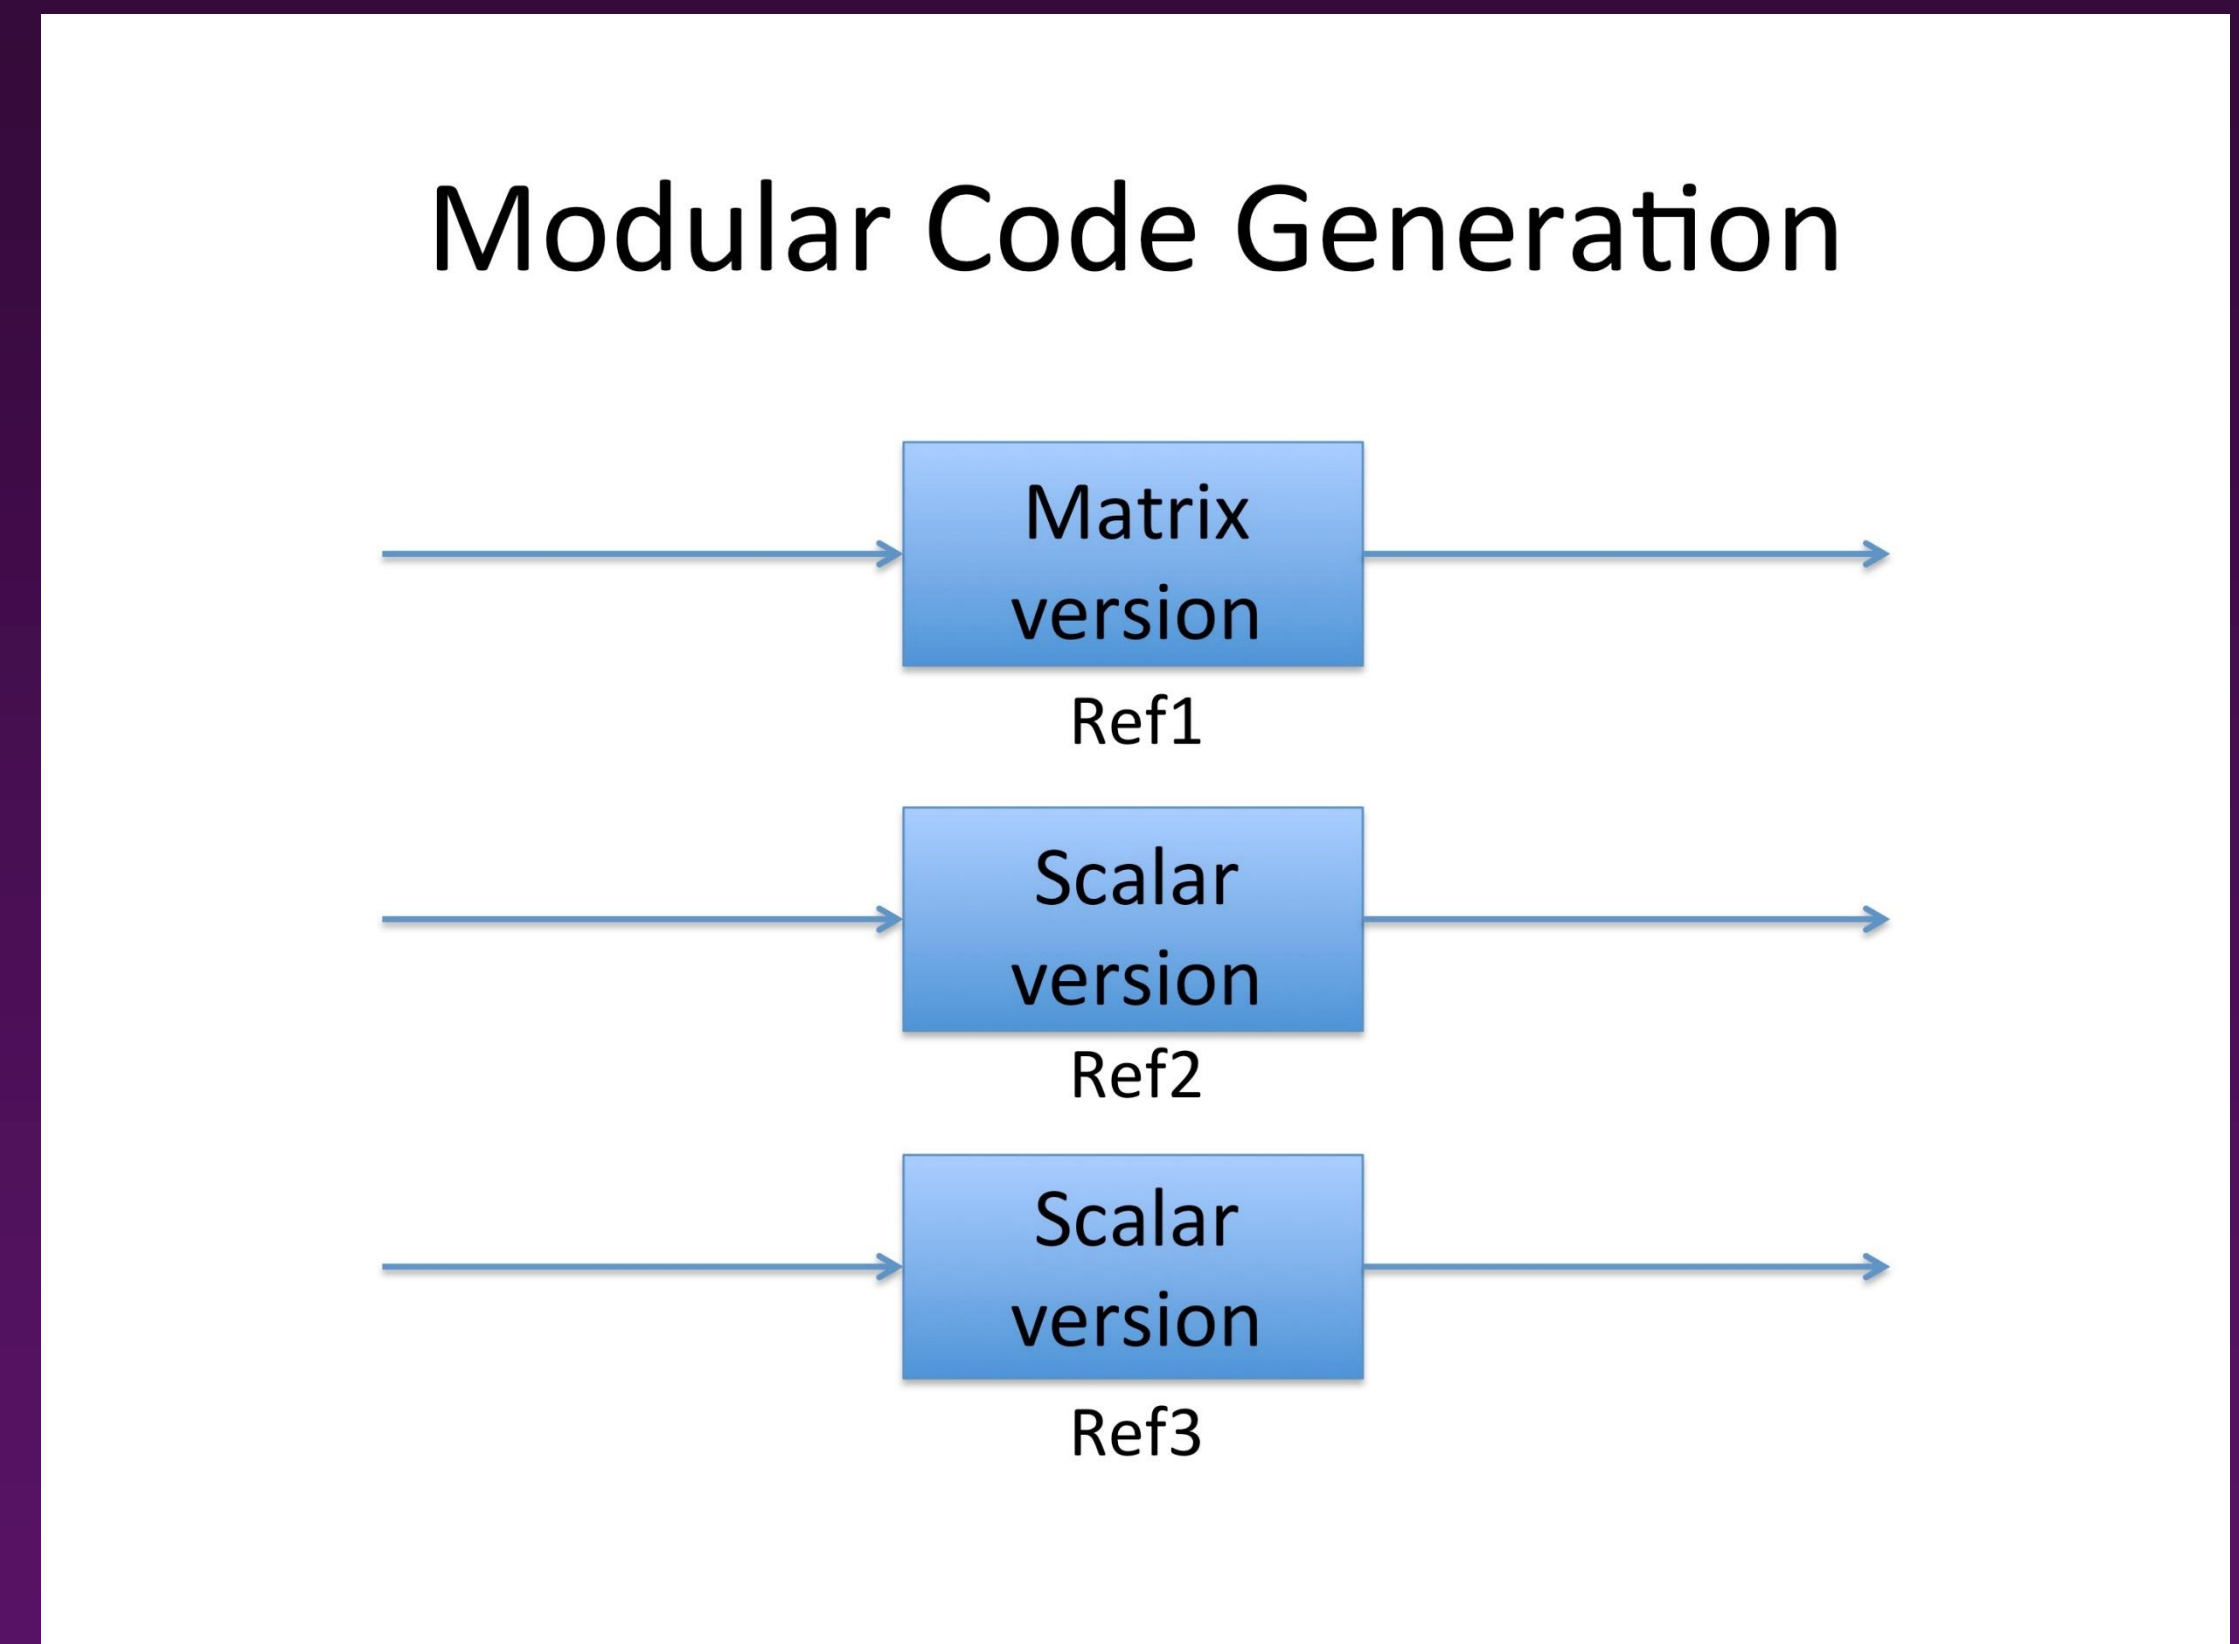 Modular Code Generation
Matrix
version
Ref1
Scalar
version
Ref2
Scalar
version
Ref3